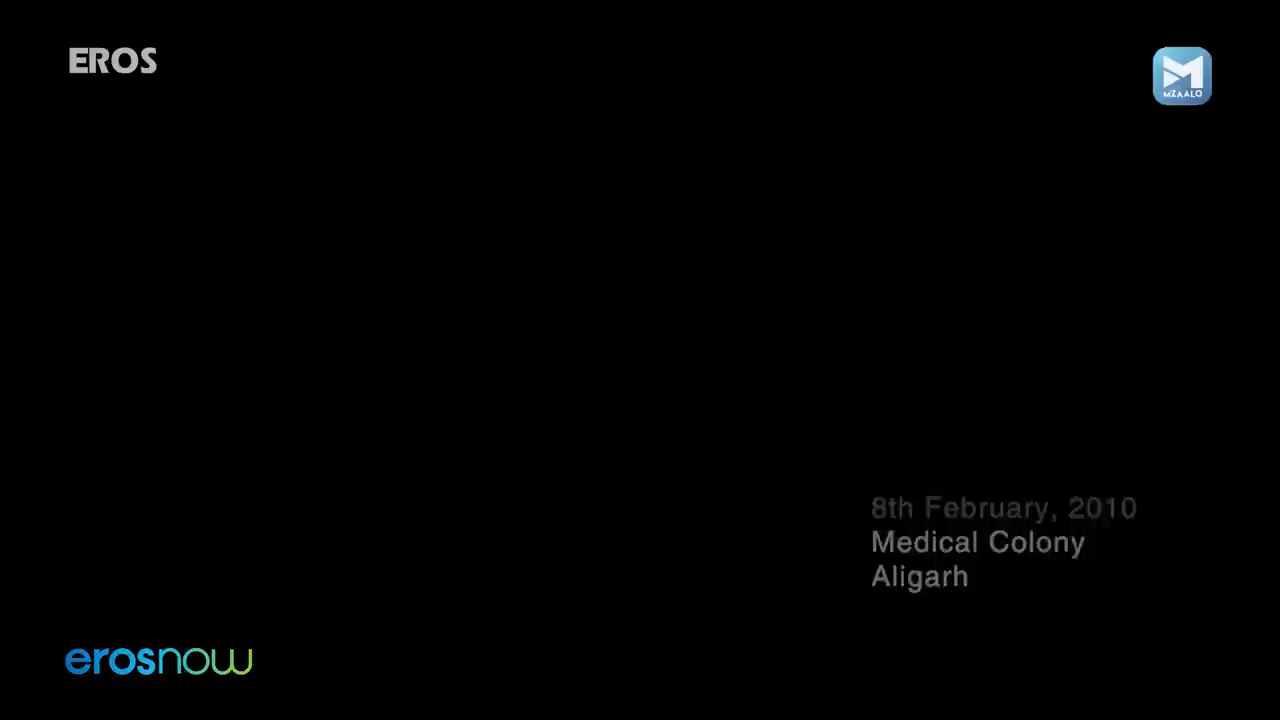 EROS
MZAALO
8th February, 2010
Medical Colony
Aligarh
erosnow